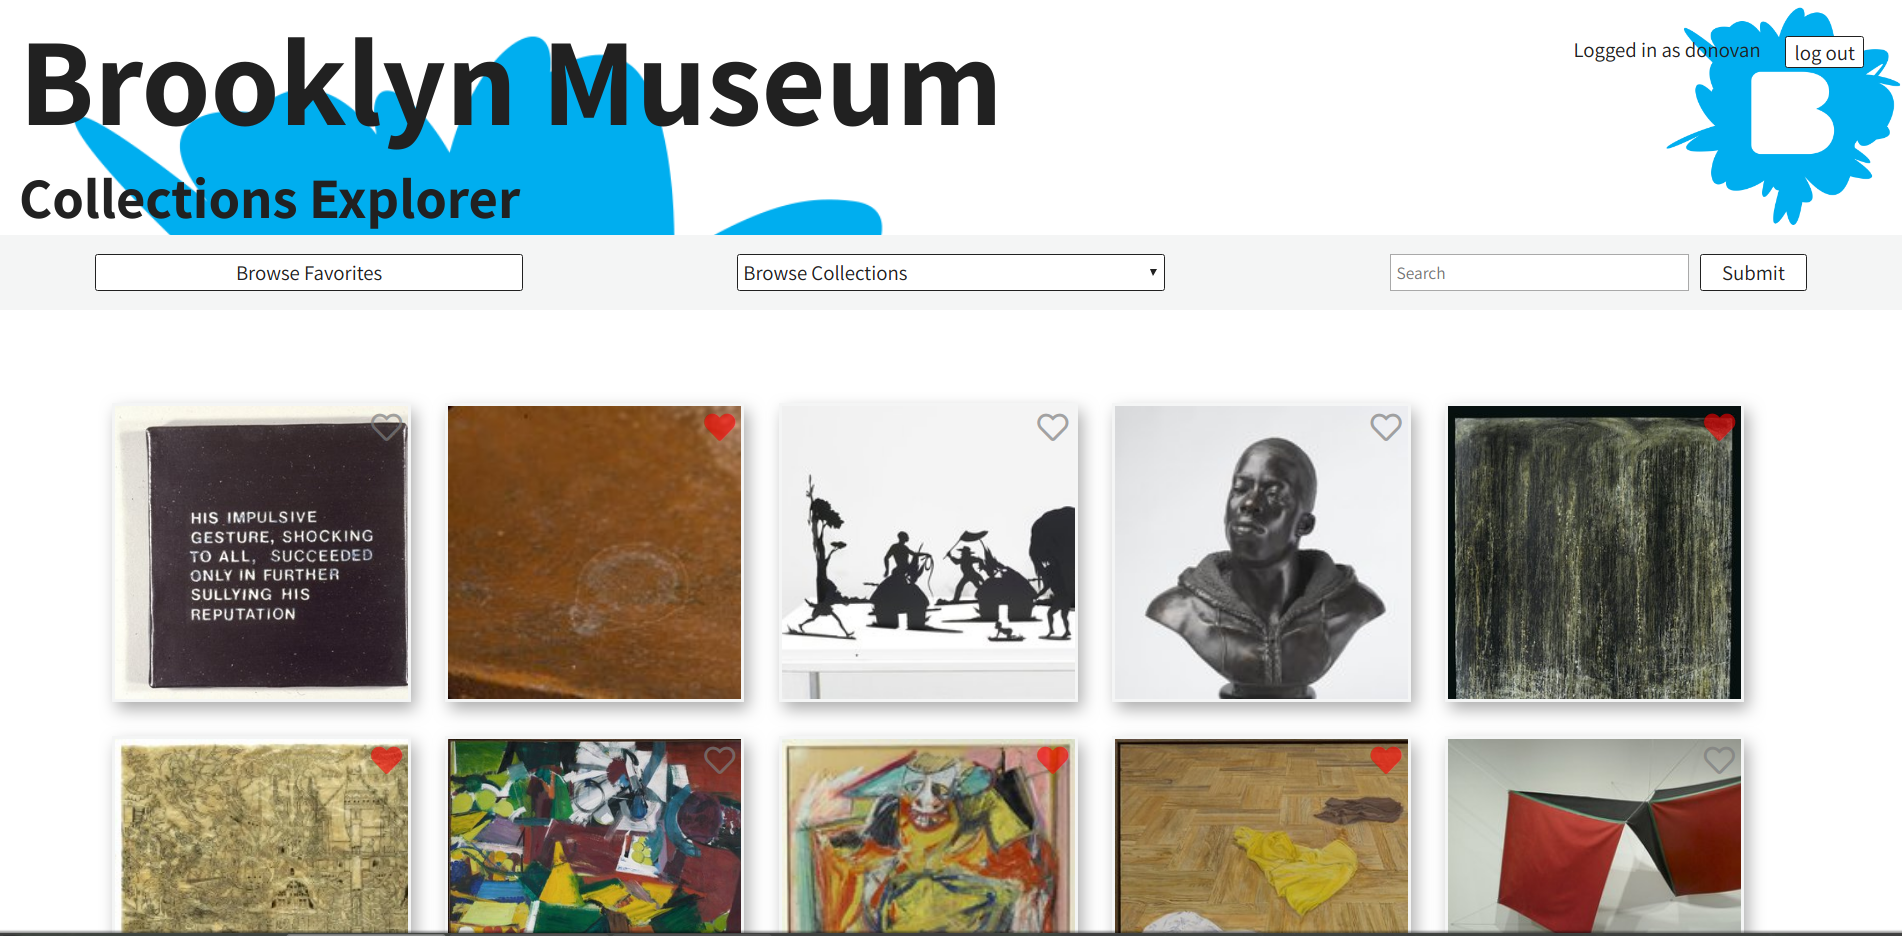 Brooklyn Museum
Collections Explorer
Logged in as donovan
log out
B
Browse Favorites
Browse Collections
Search
Submit
HIS IMPULSIVE
GESTURE, SHOCKING
TO ALL, SUCCEEDED
ONLY IN FURTHER
SULLYING HIS
REPUTATION